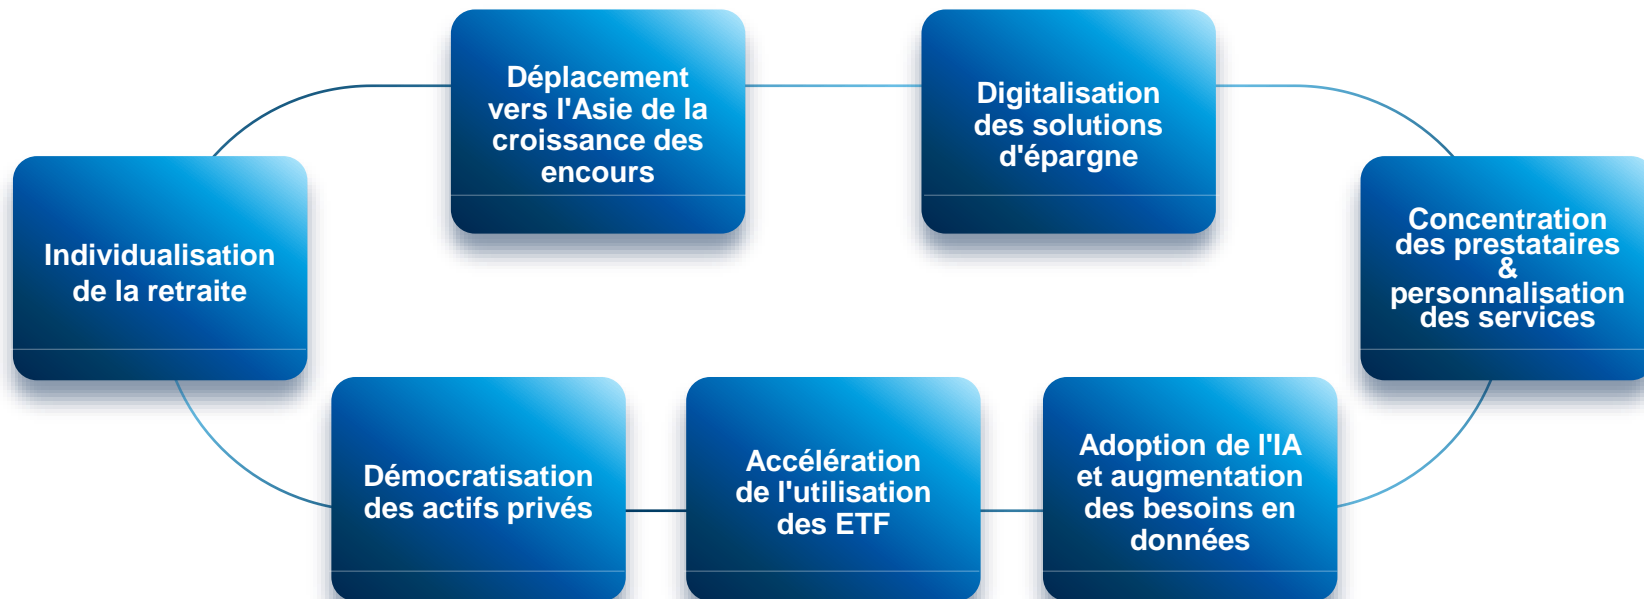 Déplacement
vers l'Asie de la
croissance des
encours
Digitalisation
des solutions
d'épargne
Individualisation
de la retraite
Concentration
des prestataires
&
personnalisation
des services
Démocratisation
des actifs privés
Accélération
de l'utilisation
des ETF
Adoption de l'IA
et augmentation
des besoins en
données